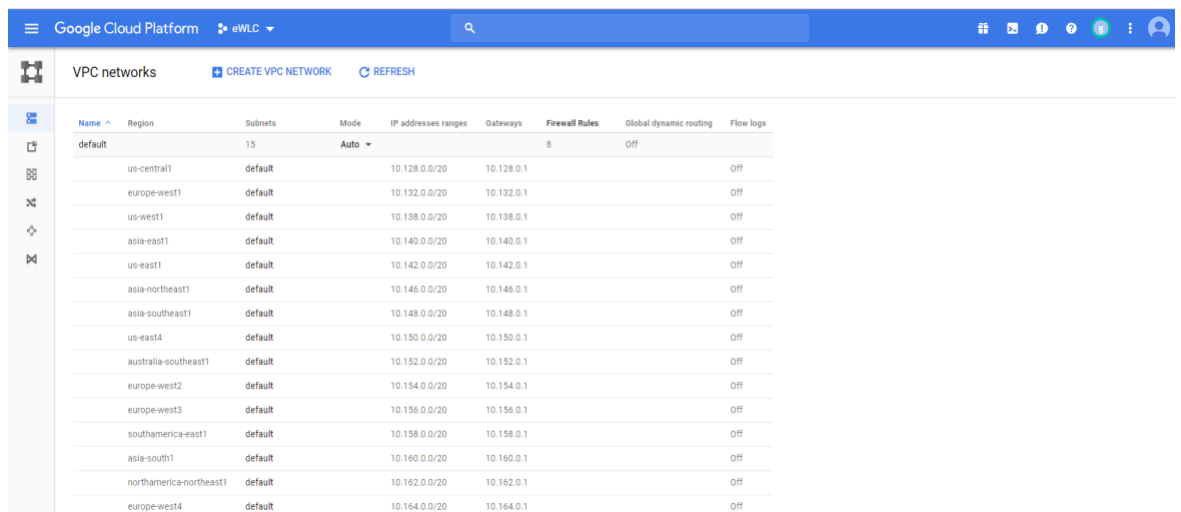 Google Cloud Platform eWLC
5
VPC networks CREATE VPC NETWORK REFRESH
Name Region Subnets Mode IP addresses ranges Gateways Firewall Rules Global dynamic routing Flow logs
default 15 Auto 8 Off
us-central1 default 10.128.0.0/20 10.128.0.1 Off
europe-west1 default 10.132.0.0/20 10.132.0.1 Off
us-west1 default 10.138.0.0/20 10.138.0.1 Off
asia-east1 default 10.140.0.0/20 10.140.0.1 Off
us-east1 default 10.142.0.0/20 10.142.0.1 Off
asia-northeast1 default 10.146.0.0/20 10.146.0.1 Off
asia-southeast1 default 10.148.0.0/20 10.148.0.1 Off
us-east4 default 10.150.0.0/20 10.150.0.1 Off
australia-southeast1 default 10.152.0.0/20 10.152.0.1 Off
europe-west2 default 10.154.0.0/20 10.154.0.1 Off
europe-west3 default 10.156.0.0/20 10.156.0.1 Off
southamerica-east1 default 10.158.0.0/20 10.158.0.1 Off
asia-south1 default 10.160.0.0/20 10.160.0.1 Off
northamerica-northeast1 default 10.162.0.0/20 10.162.0.1 Off
europe-west4 default 10.164.0.0/20 10.164.0.1 Off